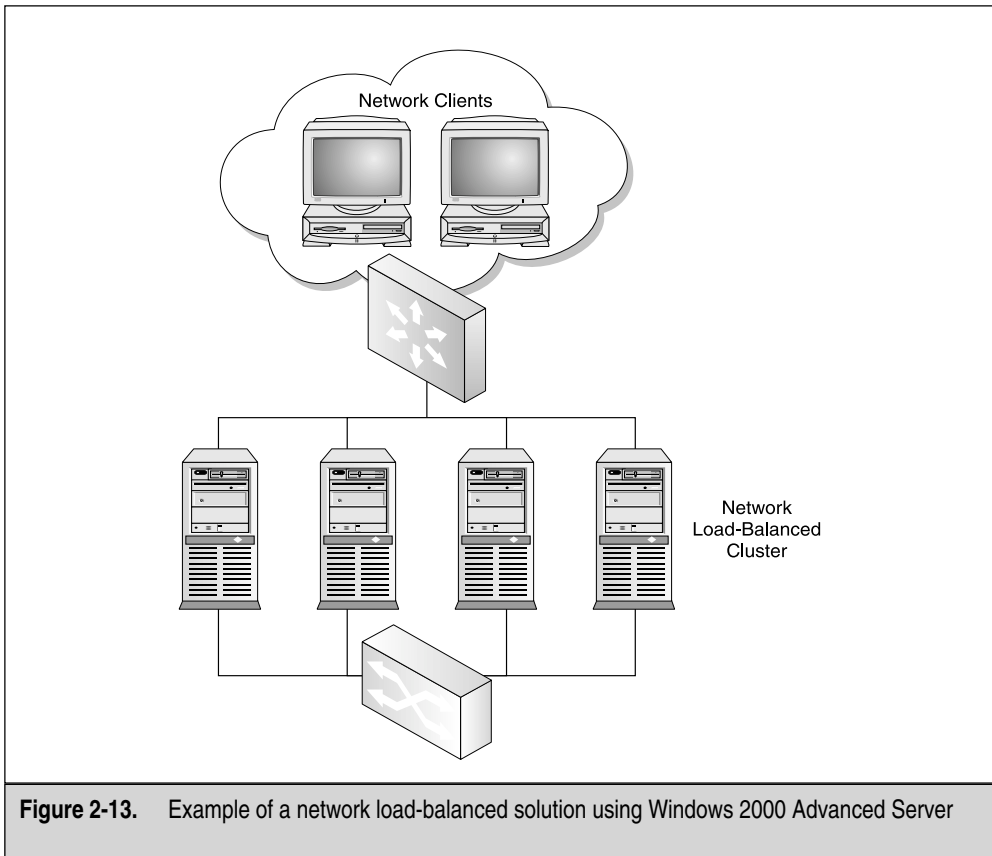 Network Clients
Network
Load-Balanced
Cluster
Figure 2-13. Example of a network load-balanced solution using Windows 2000 Advanced Server